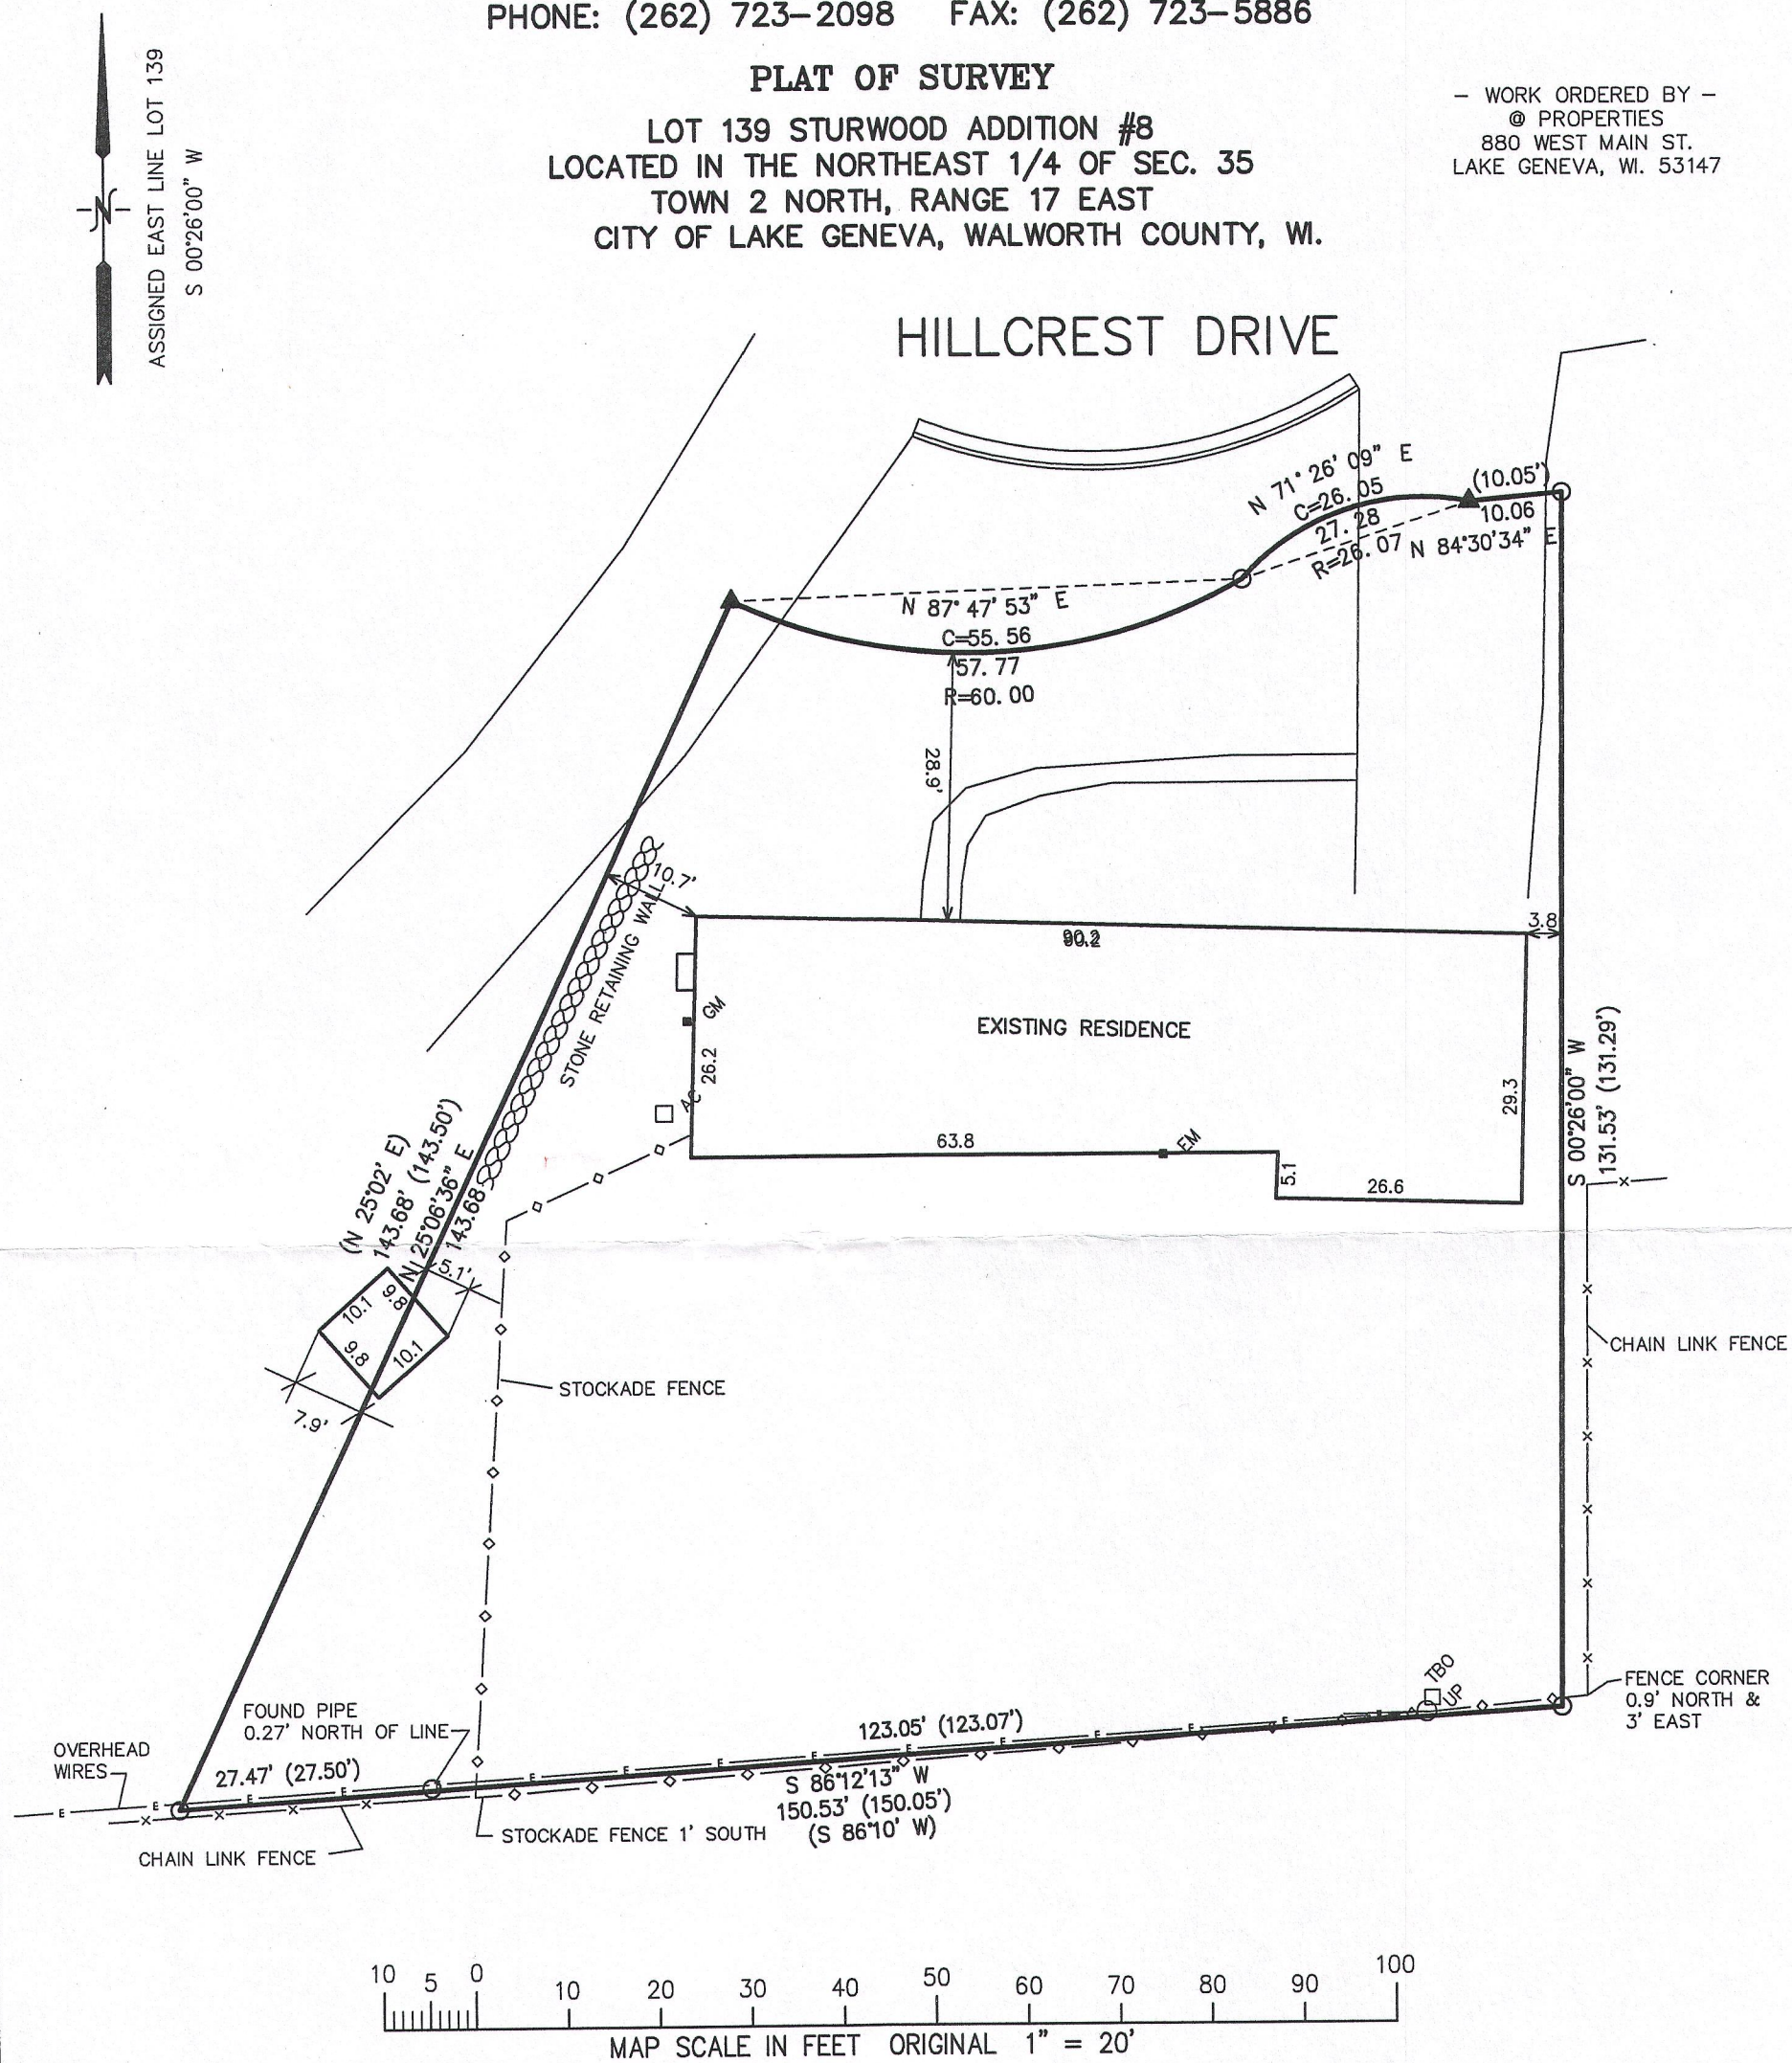 PHONE: (262) 723-2098 FAX: (262) 723-5886
PLAT OF SURVEY
LOT 139 STURWOOD ADDITION #8
LOCATED IN THE NORTHEAST 1/4 OF SEC. 35
TOWN 2 NORTH, RANGE 17 EAST
CITY OF LAKE GENEVA, WALWORTH COUNTY, WI.
- WORK ORDERED BY -
@ PROPERTIES
880 WEST MAIN ST.
LAKE GENEVA, WI. 53147
N
ASSIGNED EAST LINE LOT 139
S 00°26'00" W
HILLCREST DRIVE
N 71° 26' 09" E
C=26.05
27.28
R=26.07
(10.05')
10.06
N 84°30'34" E
N 87° 47' 53" E
C=55.56
57.77
R=60.00
28.9'
10.7'
STONE RETAINING WALL
3.8
90.2
EXISTING RESIDENCE
GM
26.2
AC
63.8
EM
5.1
26.6
29.3
S 00°26'00" W
131.53' (131.29')
(N 25°02' E)
143.68' (143.50')
N 25°06'36" E
143.68
5.1'
10.1
9.8
9.8
10.1
7.9'
STOCKADE FENCE
CHAIN LINK FENCE
FOUND PIPE
0.27' NORTH OF LINE
OVERHEAD
WIRES
27.47' (27.50')
123.05' (123.07')
TBO
UP
FENCE CORNER
0.9' NORTH &
3' EAST
S 86°12'13" W
150.53' (150.05')
(S 86°10' W)
STOCKADE FENCE 1' SOUTH
CHAIN LINK FENCE
10 5 0 10 20 30 40 50 60 70 80 90 100
MAP SCALE IN FEET ORIGINAL 1" = 20'